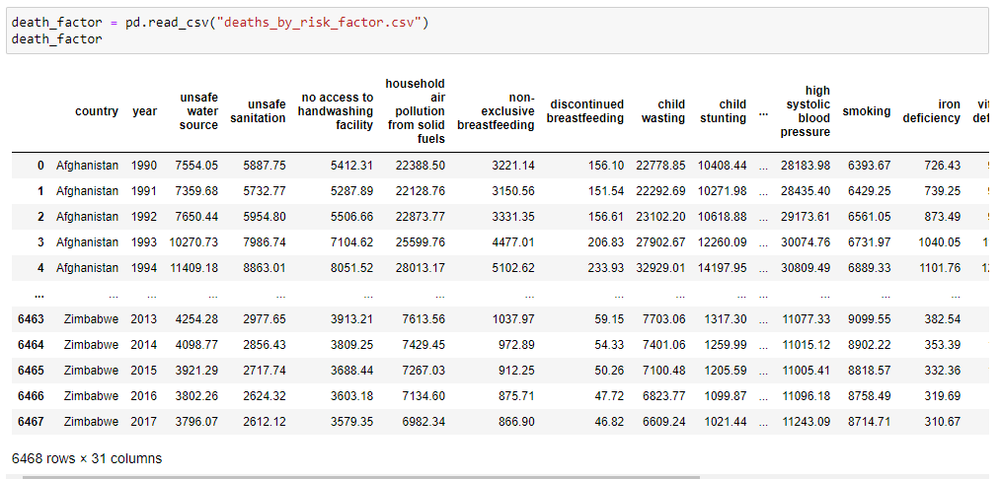 death_factor = pd.read_csv("deaths_by_risk_factor.csv")
death_factor
country year unsafe water source unsafe sanitation no access to handwashing facility household air pollution from solid fuels non-exclusive breastfeeding discontinued breastfeeding child wasting child stunting ... high systolic blood pressure smoking iron deficiency
0 Afghanistan 1990 7554.05 5887.75 5412.31 22388.50 3221.14 156.10 22778.85 10408.44 ... 28183.98 6393.67 726.43
1 Afghanistan 1991 7359.68 5732.77 5287.89 22128.76 3150.56 151.54 22292.69 10271.98 ... 28435.40 6429.25 739.25
2 Afghanistan 1992 7650.44 5954.80 5506.66 22873.77 3331.35 156.61 23102.20 10618.88 ... 29173.61 6561.05 873.49
3 Afghanistan 1993 10270.73 7986.74 7104.62 25599.76 4477.01 206.83 27902.67 12260.09 ... 30074.76 6731.97 1040.05
4 Afghanistan 1994 11409.18 8863.01 8051.52 28013.17 5102.62 233.93 32929.01 14197.95 ... 30809.49 6889.33 1101.76
... ... ... ... ... ... ... ... ... ... ... ... ... ... ...
6463 Zimbabwe 2013 4254.28 2977.65 3913.21 7613.56 1037.97 59.15 7703.06 1317.30 ... 11077.33 9099.55 382.54
6464 Zimbabwe 2014 4098.77 2856.43 3809.25 7429.45 972.89 54.33 7401.06 1259.99 ... 11015.12 8902.22 353.39
6465 Zimbabwe 2015 3921.29 2717.74 3688.44 7267.03 912.25 50.26 7100.48 1205.59 ... 11005.41 8818.57 332.36
6466 Zimbabwe 2016 3802.26 2624.32 3603.18 7134.60 875.71 47.72 6823.77 1099.87 ... 11096.18 8758.49 319.69
6467 Zimbabwe 2017 3796.07 2612.12 3579.35 6982.34 866.90 46.82 6609.24 1021.44 ... 11243.09 8714.71 310.67
6468 rows × 31 columns